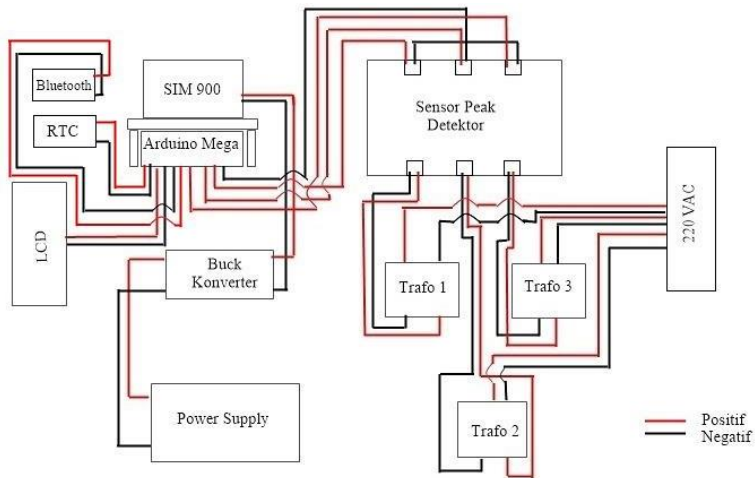 Bluetooth
SIM 900
RTC
Arduino Mega
LCD
Buck
Konverter
Power Supply
Sensor Peak
Detektor
Trafo 1
Trafo 3
Trafo 2
220 VAC
Positif
Negatif